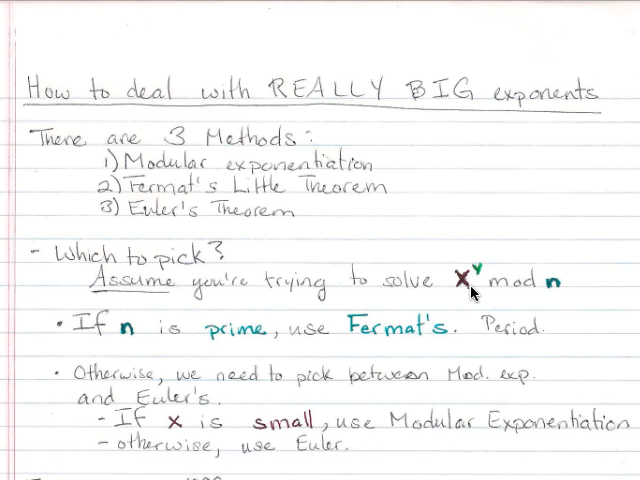 How to deal with REALLY BIG exponents
There are 3 Methods:
1) Modular exponentiation
2) Fermat's Little Theorem
3) Euler's Theorem
- Which to pick?
Assume you're trying to solve x^y mod n
• If n is prime, use Fermat's. Period.
• Otherwise, we need to pick between Mod. exp.
and Euler's.
- If x is small, use Modular Exponentiation
- otherwise, use Euler.